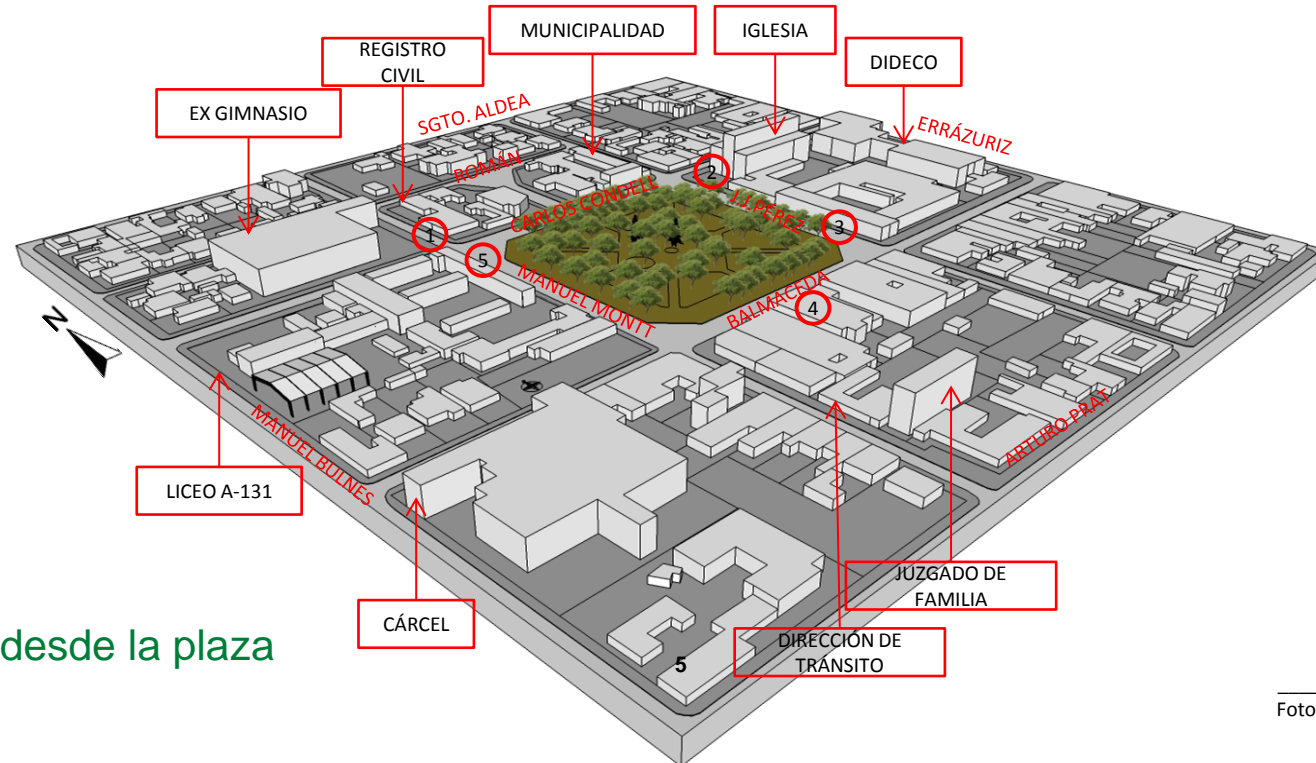 MUNICIPALIDAD
IGLESIA
REGISTRO
CIVIL
DIDECO
EX GIMNASIO
SGTO. ALDEA
ERRÁZURIZ
ROMÁN
2
CARLOS CONDELL
J.J PÉREZ
3
1
5
MANUEL MONTT
BALMACEDA
4
N
MANUEL BULNES
ARTURO PRAT
LICEO A-131
JUZGADO DE
FAMILIA
CÁRCEL
DIRECCIÓN DE
TRÁNSITO
desde la plaza
5
Foto